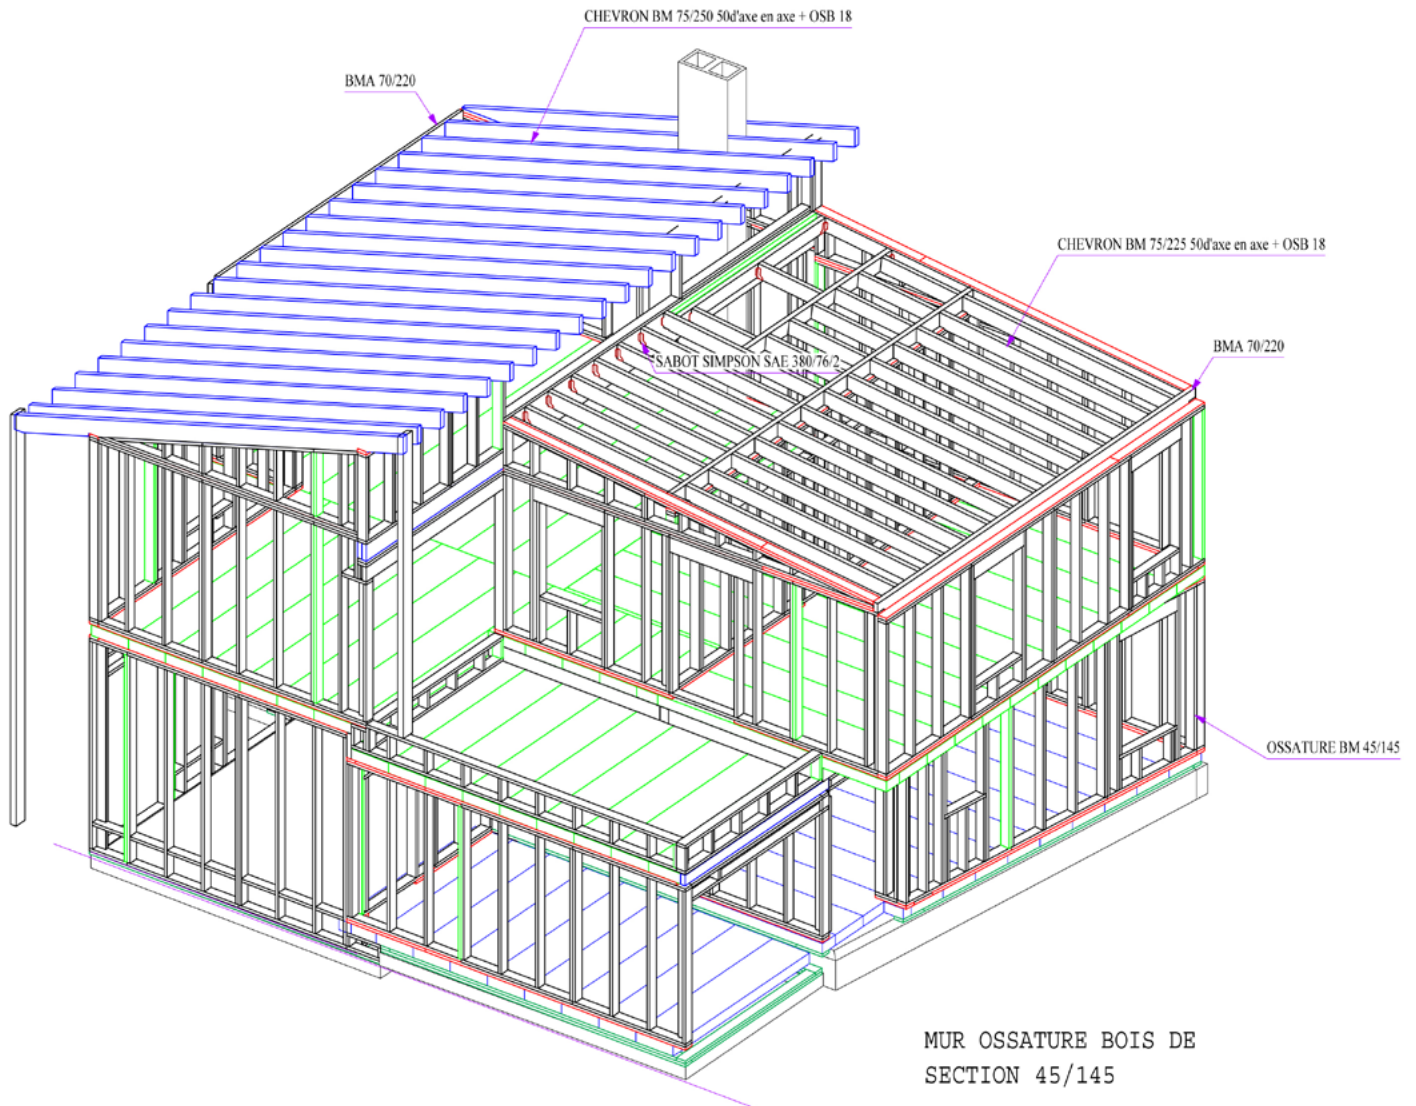 CHEVRON BM 75/250 50d'axe en axe + OSB 18
BMA 70/220
CHEVRON BM 75/225 50d'axe en axe + OSB 18
BMA 70/220
SABOT SIMPSON SAE 380/76/2
OSSATURE BM 45/145
MUR OSSATURE BOIS DE
SECTION 45/145